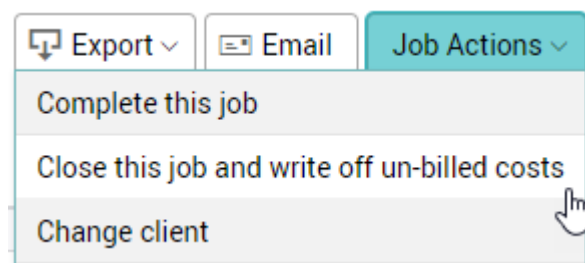 Export Email Job Actions
Complete this job
Close this job and write off un-billed costs
Change client